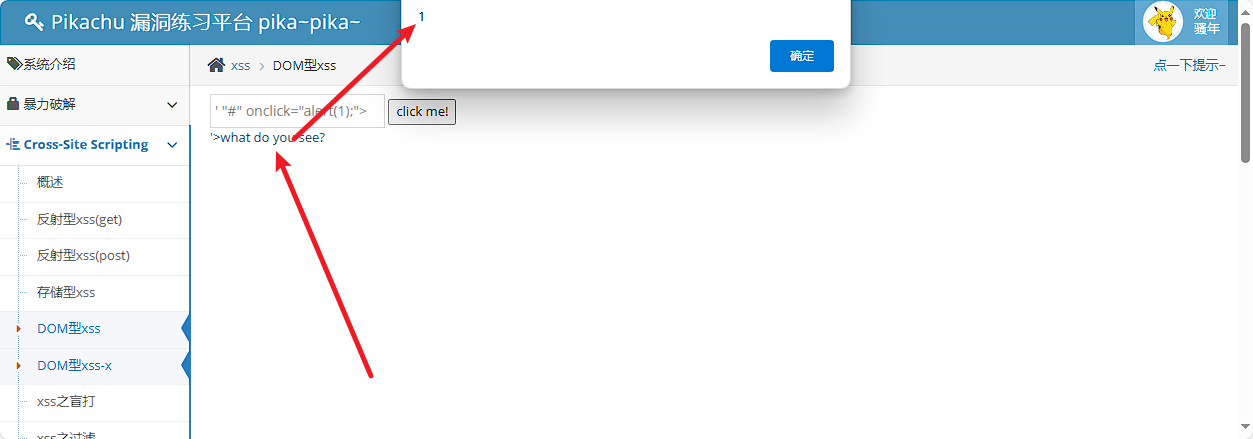 Pikachu 漏洞练习平台 pika~pika~
1
确定
欢迎
骚年
系统介绍
xss > DOM型xss
点一下提示~
暴力破解
' "#" onclick="alert(1);">
click me!
'>what do you see?
Cross-Site Scripting
概述
反射型xss(get)
反射型xss(post)
存储型xss
DOM型xss
DOM型xss-x
xss之盲打
xss之过滤